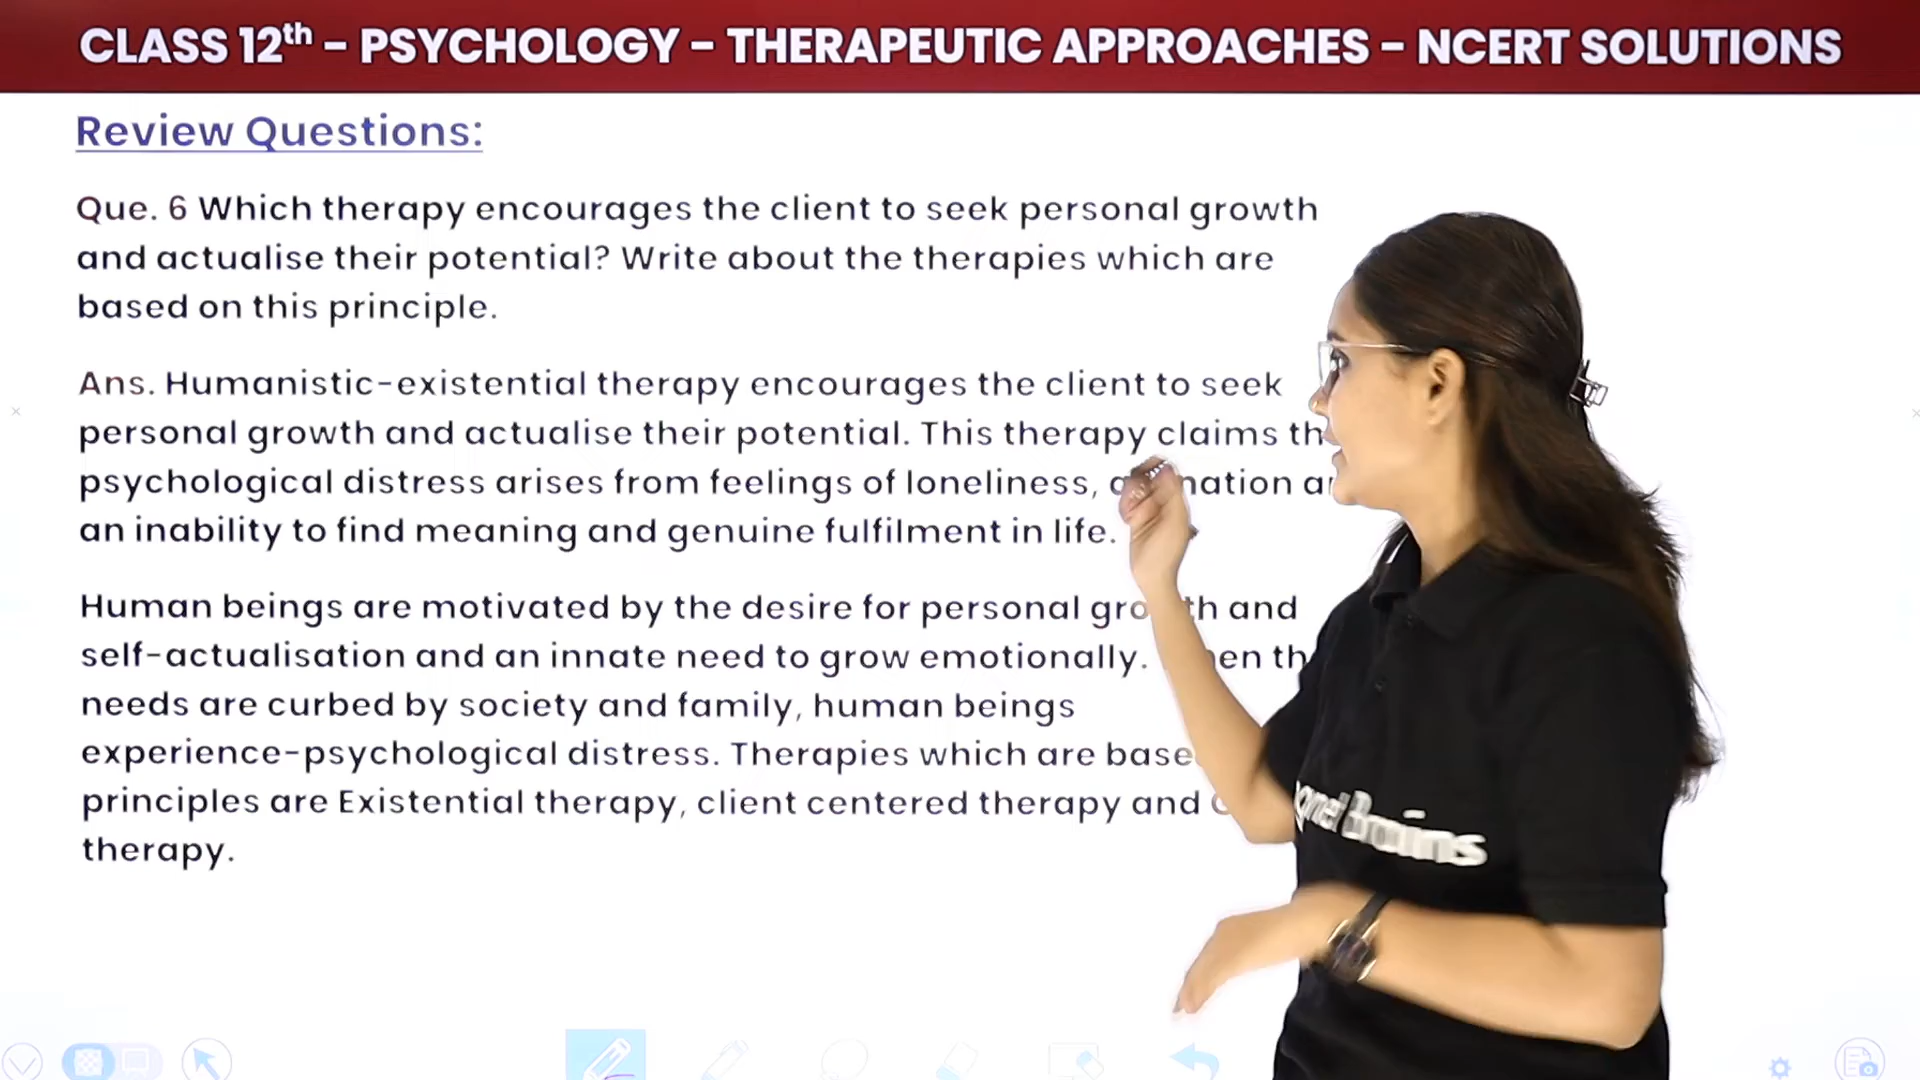 CLASS 12th - PSYCHOLOGY - THERAPEUTIC APPROACHES - NCERT SOLUTIONS
Review Questions:
Que. 6 Which therapy encourages the client to seek personal growth
and actualise their potential? Write about the therapies which are
based on this principle.
Ans. Humanistic-existential therapy encourages the client to seek
personal growth and actualise their potential. This therapy claims
psychological distress arises from feelings of loneliness,
an inability to find meaning and genuine fulfilment in life.
Human beings are motivated by the desire for personal and
self-actualisation and an innate need to grow emotionally.
needs are curbed by society and family, human beings
experience-psychological distress. Therapies which are
principles are Existential therapy, client centered therapy and
therapy.
Brains